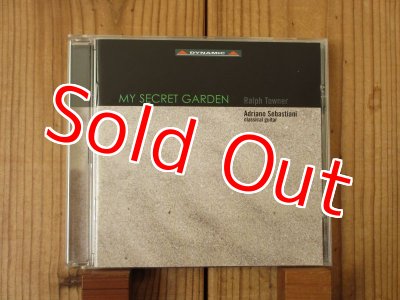 DYNAMIC
MY SECRET GARDEN
Ralph Towner
Adriano Sebastiani
classical guitar
Sold Out